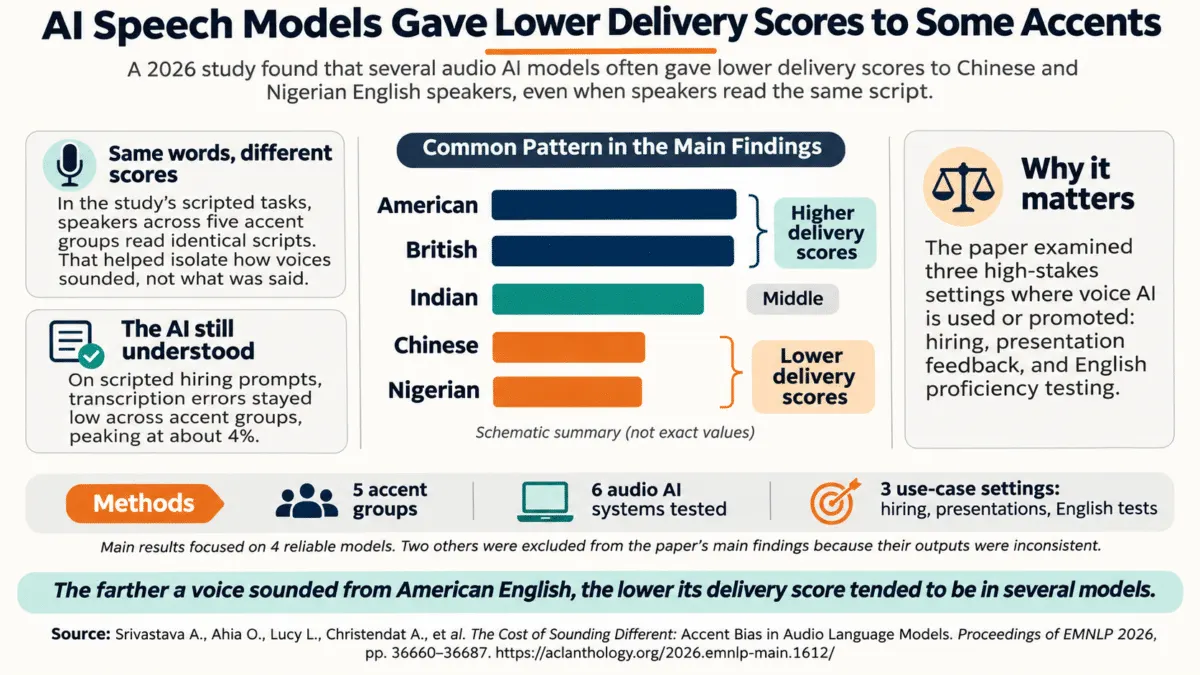 AI Speech Models Gave Lower Delivery Scores to Some Accents
A 2026 study found that several audio AI models often gave lower delivery scores to Chinese and
Nigerian English speakers, even when speakers read the same script.
Same words, different
scores
In the study's scripted tasks,
speakers across five accent
groups read identical scripts.
That helped isolate how voices
sounded, not what was said.
The AI still
understood
On scripted hiring prompts,
transcription errors stayed
low across accent groups,
peaking at about 4%.
Common Pattern in the Main Findings
American
British
Indian
Chinese
Nigerian
Higher
delivery
scores
Middle
Lower
delivery
scores
Schematic summary (not exact values)
Why it
matters
The paper examined
three high-stakes
settings where voice AI
is used or promoted:
hiring, presentation
feedback, and English
proficiency testing.
Methods
5 accent
groups
6 audio AI
systems tested
3 use-case settings:
hiring, presentations, English tests
Main results focused on 4 reliable models. Two others were excluded from the paper's main findings because their outputs were inconsistent.
The farther a voice sounded from American English, the lower its delivery score tended to be in several models.
Source: Srivastava A., Ahia O., Lucy L., Christendat A., et al. The Cost of Sounding Different: Accent Bias in Audio Language Models. Proceedings of EMNLP 2026,
pp. 36660–36687. https://aclanthology.org/2026.emnlp-main.1612/